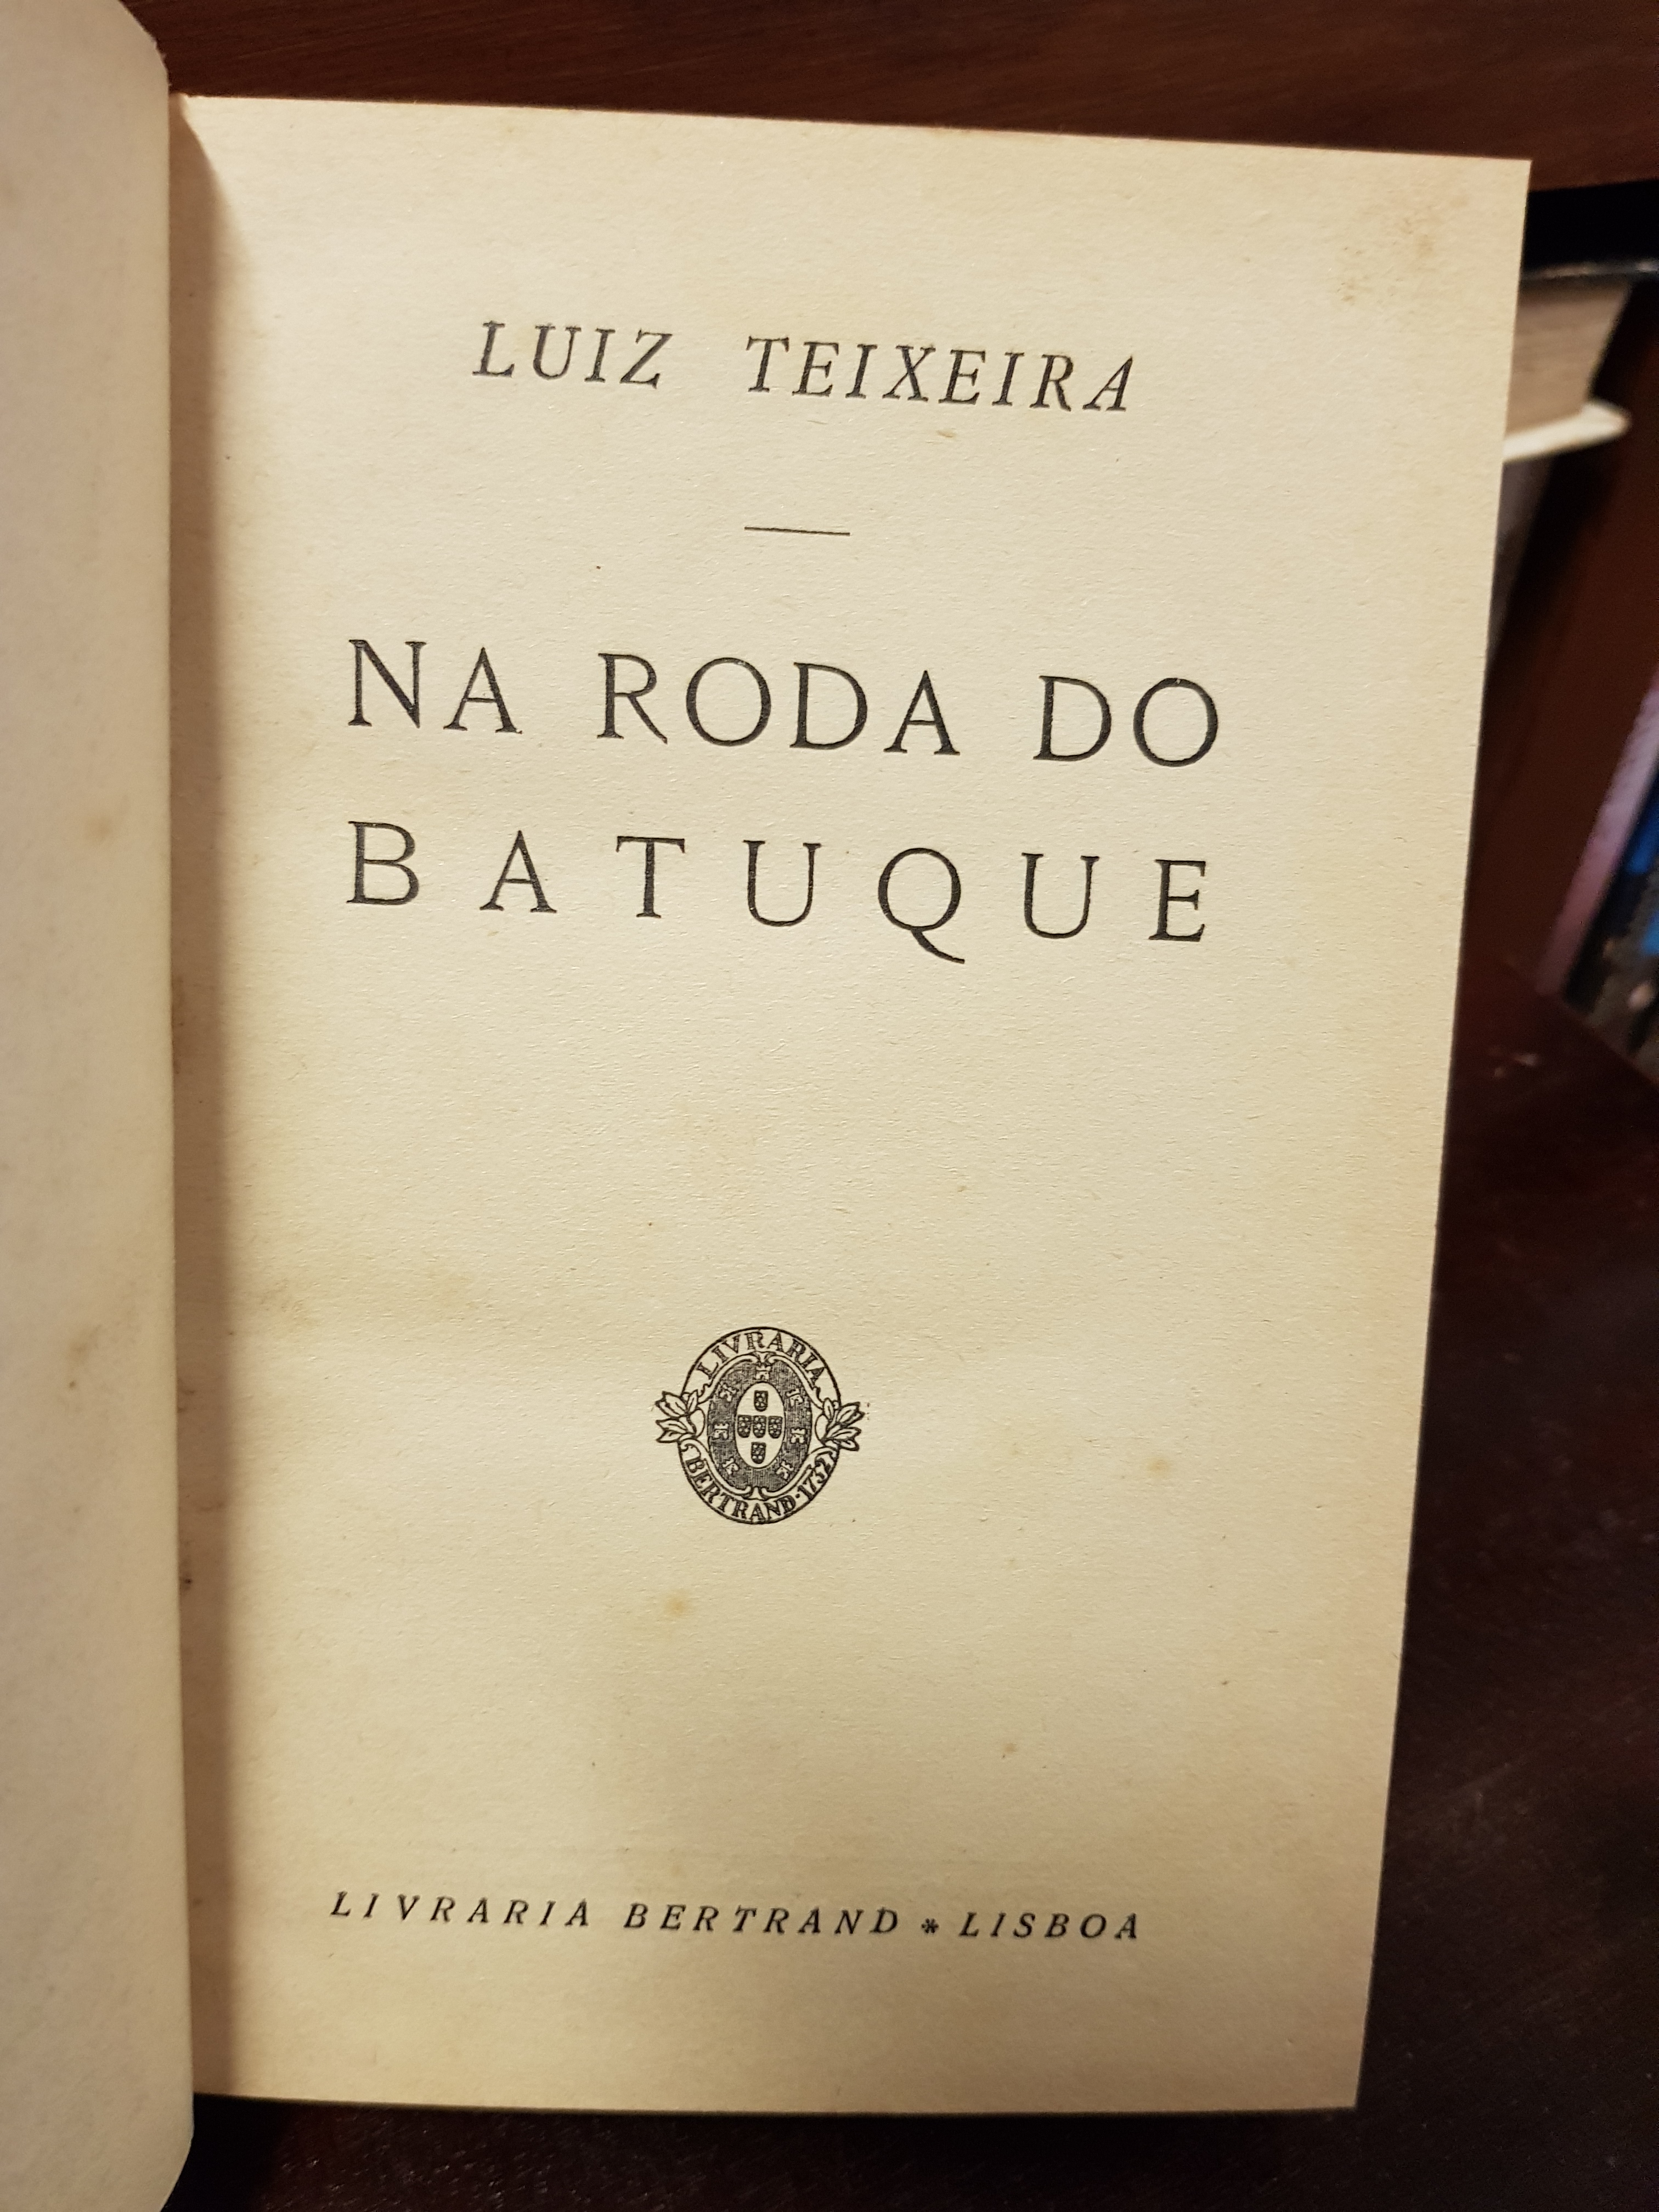 LUIZ TEIXEIRA
NA RODA DO
BATUQUE
LIVRARIA
BERTRAND·1732
LIVRARIA BERTRAND * LISBOA